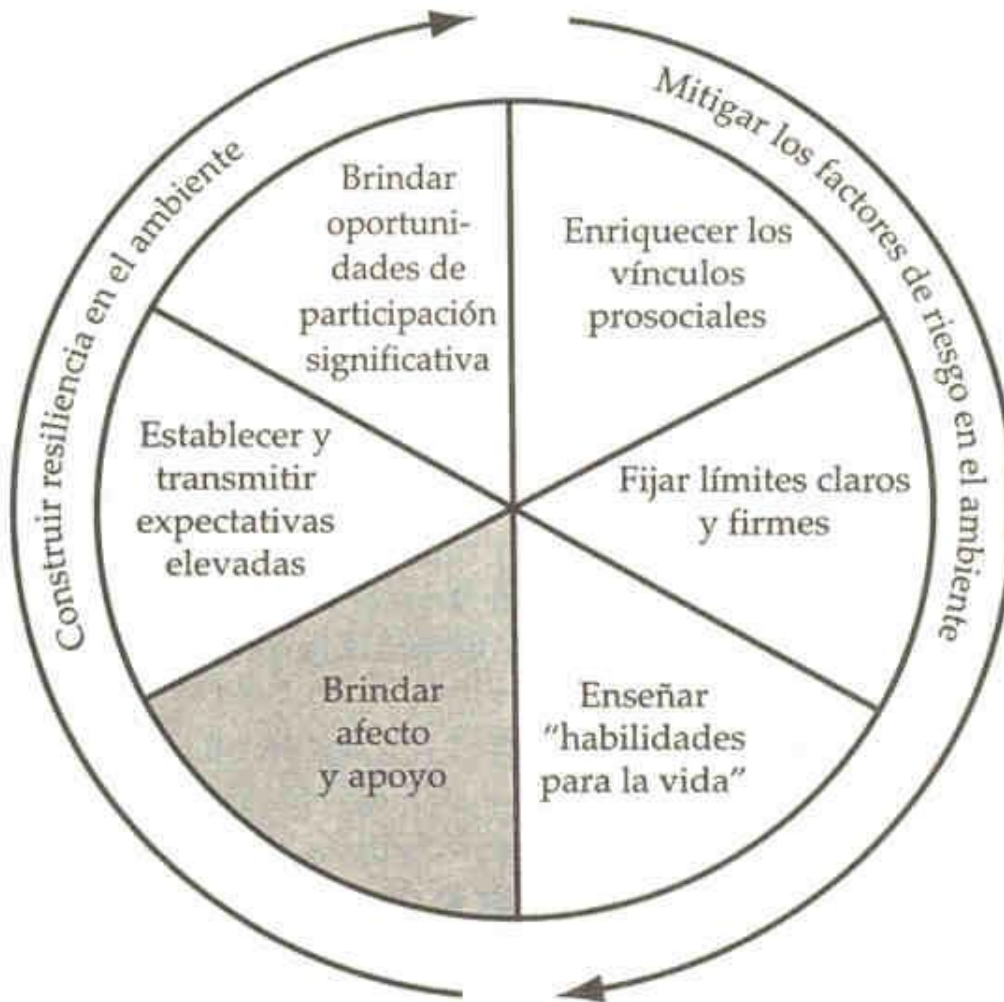 Construir resiliencia en el ambiente
Mitigar los factores de riesgo en el ambiente
Brindar
oportuni-
dades de
participación
significativa
Enriquecer los
vínculos
prosociales
Establecer y
transmitir
expectativas
elevadas
Fijar límites claros
y firmes
Brindar
afecto
y apoyo
Enseñar
"habilidades
para la vida"